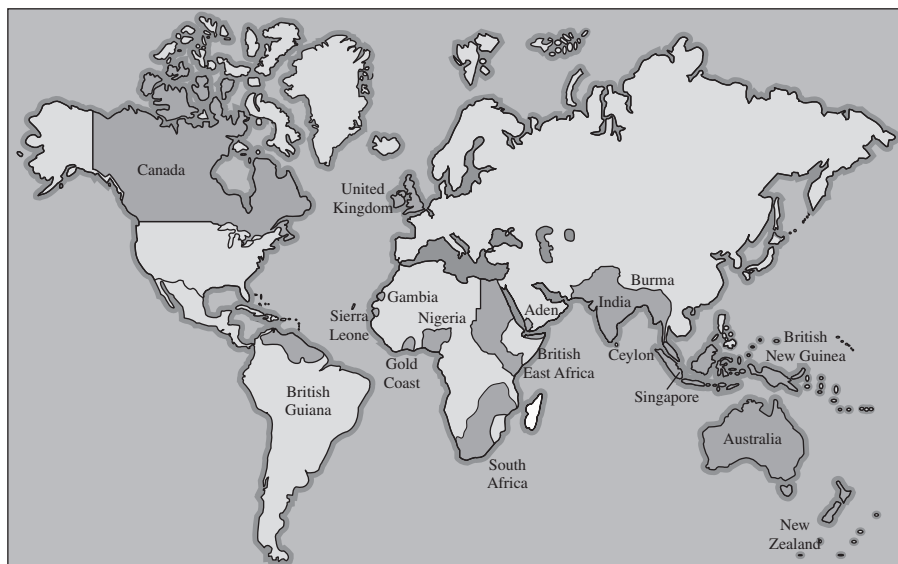 Canada
United
Kingdom
Gambia
Sierra
Leone
Nigeria
Gold
Coast
Aden
British
East Africa
Burma
India
Ceylon
Singapore
British
New Guinea
British
Guiana
South
Africa
Australia
New
Zealand